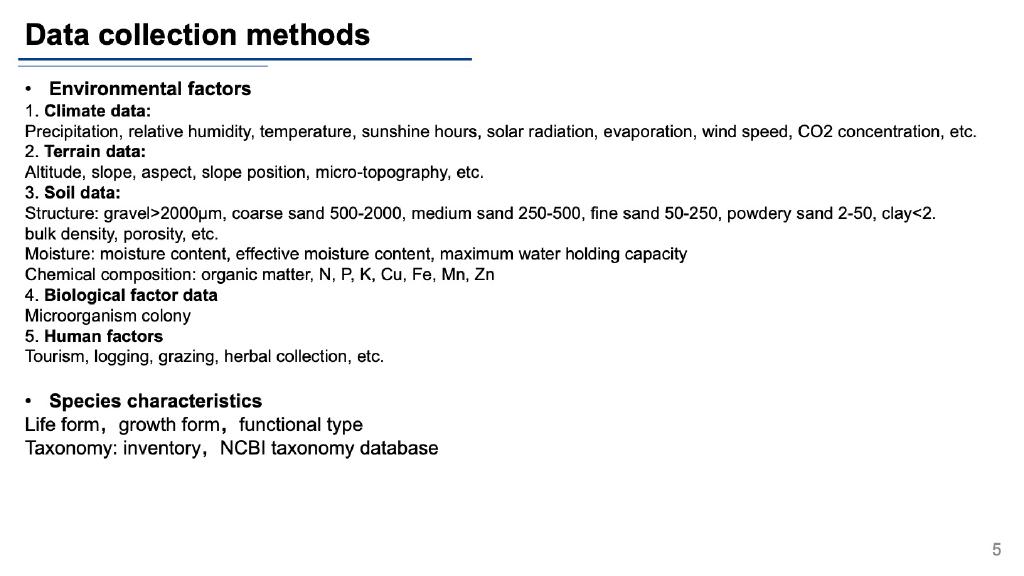 Data collection methods
• Environmental factors
1. Climate data:
Precipitation, relative humidity, temperature, sunshine hours, solar radiation, evaporation, wind speed, CO2 concentration, etc.
2. Terrain data:
Altitude, slope, aspect, slope position, micro-topography, etc.
3. Soil data:
Structure: gravel>2000μm, coarse sand 500-2000, medium sand 250-500, fine sand 50-250, powdery sand 2-50, clay<2.
bulk density, porosity, etc.
Moisture: moisture content, effective moisture content, maximum water holding capacity
Chemical composition: organic matter, N, P, K, Cu, Fe, Mn, Zn
4. Biological factor data
Microorganism colony
5. Human factors
Tourism, logging, grazing, herbal collection, etc.
• Species characteristics
Life form，growth form，functional type
Taxonomy: inventory，NCBI taxonomy database
5